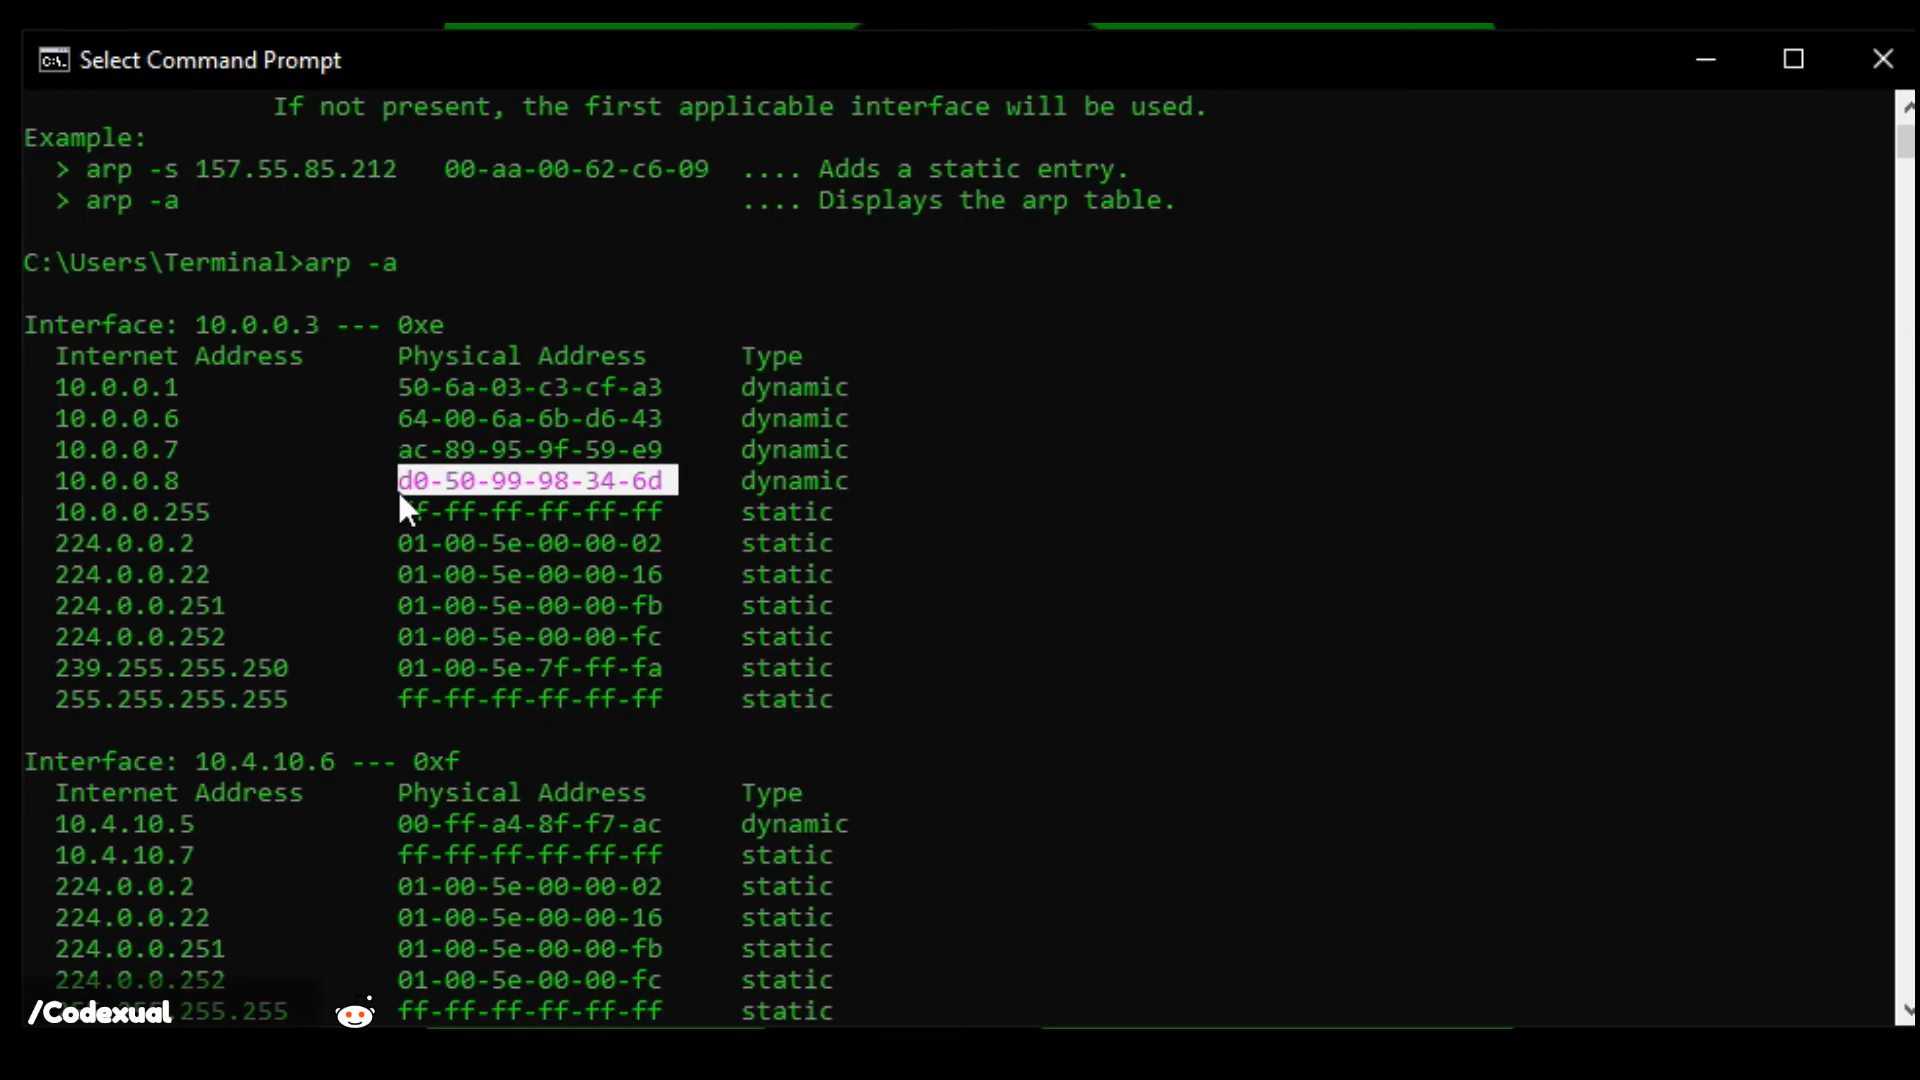 Select Command Prompt
If not present, the first applicable interface will be used.
Example:
> arp -s 157.55.85.212   00-aa-00-62-c6-09  .... Adds a static entry.
> arp -a                                    .... Displays the arp table.
C:\Users\Terminal>arp -a
Interface: 10.0.0.3 --- 0xe
Internet Address      Physical Address      Type
10.0.0.1              50-6a-03-c3-cf-a3     dynamic
10.0.0.6              64-00-6a-6b-d6-43     dynamic
10.0.0.7              ac-89-95-9f-59-e9     dynamic
10.0.0.8              d0-50-99-98-34-6d     dynamic
10.0.0.255            ff-ff-ff-ff-ff-ff     static
224.0.0.2             01-00-5e-00-00-02     static
224.0.0.22            01-00-5e-00-00-16     static
224.0.0.251           01-00-5e-00-00-fb     static
224.0.0.252           01-00-5e-00-00-fc     static
239.255.255.250       01-00-5e-7f-ff-fa     static
255.255.255.255       ff-ff-ff-ff-ff-ff     static
Interface: 10.4.10.6 --- 0xf
Internet Address      Physical Address      Type
10.4.10.5             00-ff-a4-8f-f7-ac     dynamic
10.4.10.7             ff-ff-ff-ff-ff-ff     static
224.0.0.2             01-00-5e-00-00-02     static
224.0.0.22            01-00-5e-00-00-16     static
224.0.0.251           01-00-5e-00-00-fb     static
224.0.0.252           01-00-5e-00-00-fc     static
255.255.255.255       ff-ff-ff-ff-ff-ff     static
/Codexual